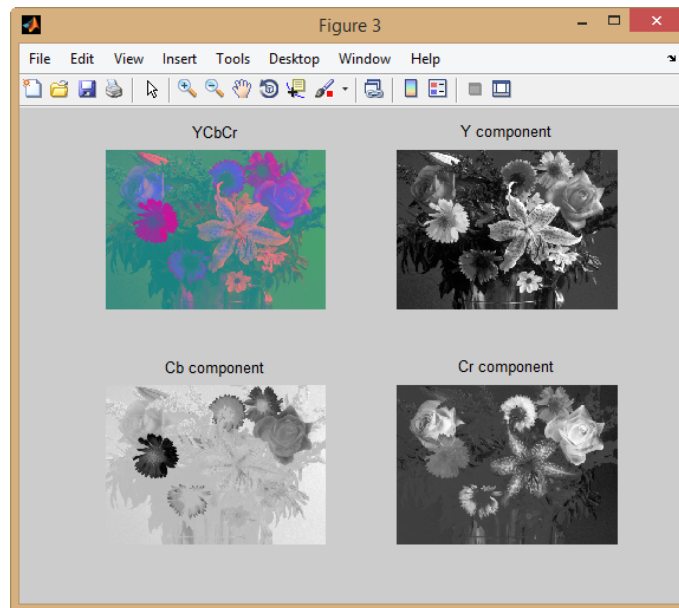 Figure 3
File Edit View Insert Tools Desktop Window Help
YCbCr Y component
Cb component Cr component